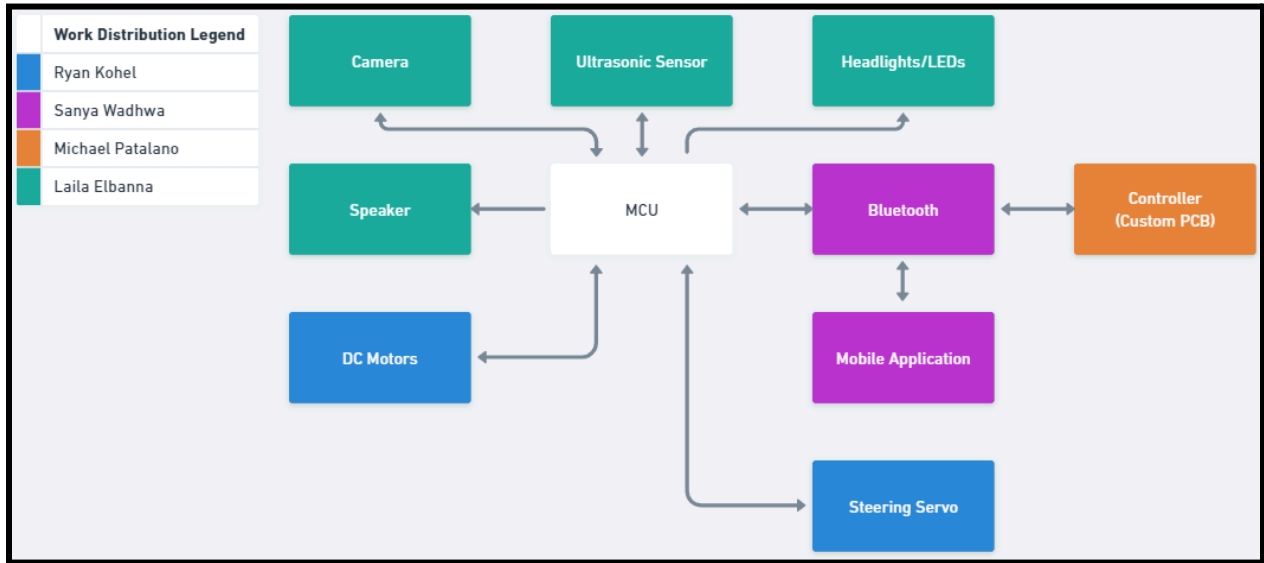 Work Distribution Legend
Ryan Kohel
Sanya Wadhwa
Michael Patalano
Laila Elbanna
Camera
Ultrasonic Sensor
Headlights/LEDs
Speaker
MCU
Bluetooth
Controller
(Custom PCB)
DC Motors
Mobile Application
Steering Servo